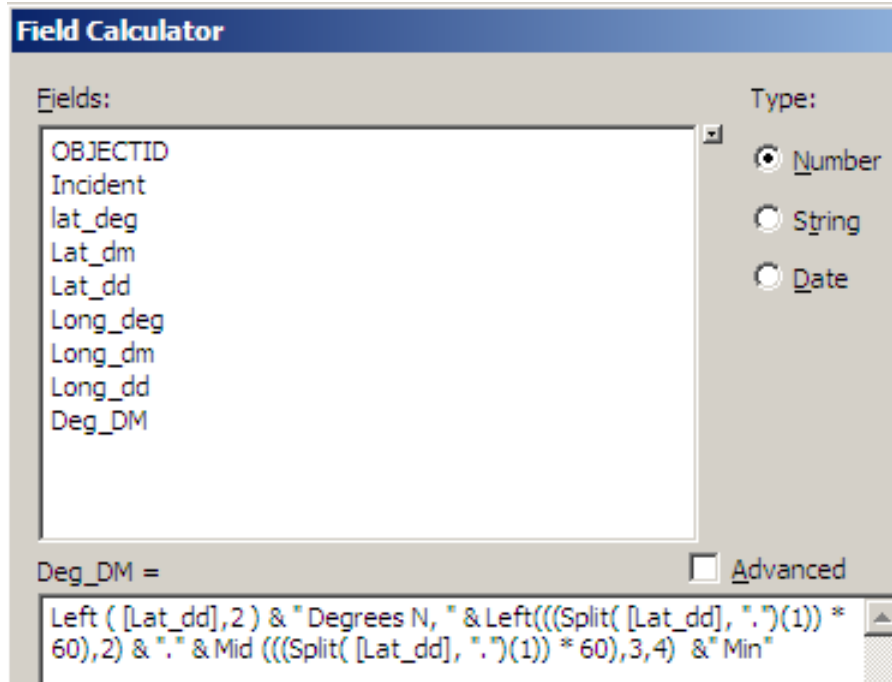 Field Calculator
Fields:
Type:
OBJECTID
Incident
lat_deg
Lat_dm
Lat_dd
Long_deg
Long_dm
Long_dd
Deg_DM
Number
String
Date
Deg_DM =
Advanced
Left ( [Lat_dd],2 ) & " Degrees N, " & Left(((Split( [Lat_dd], ".")(1)) *
60),2) & "." & Mid (((Split( [Lat_dd], ".")(1)) * 60),3,4)  &" Min"